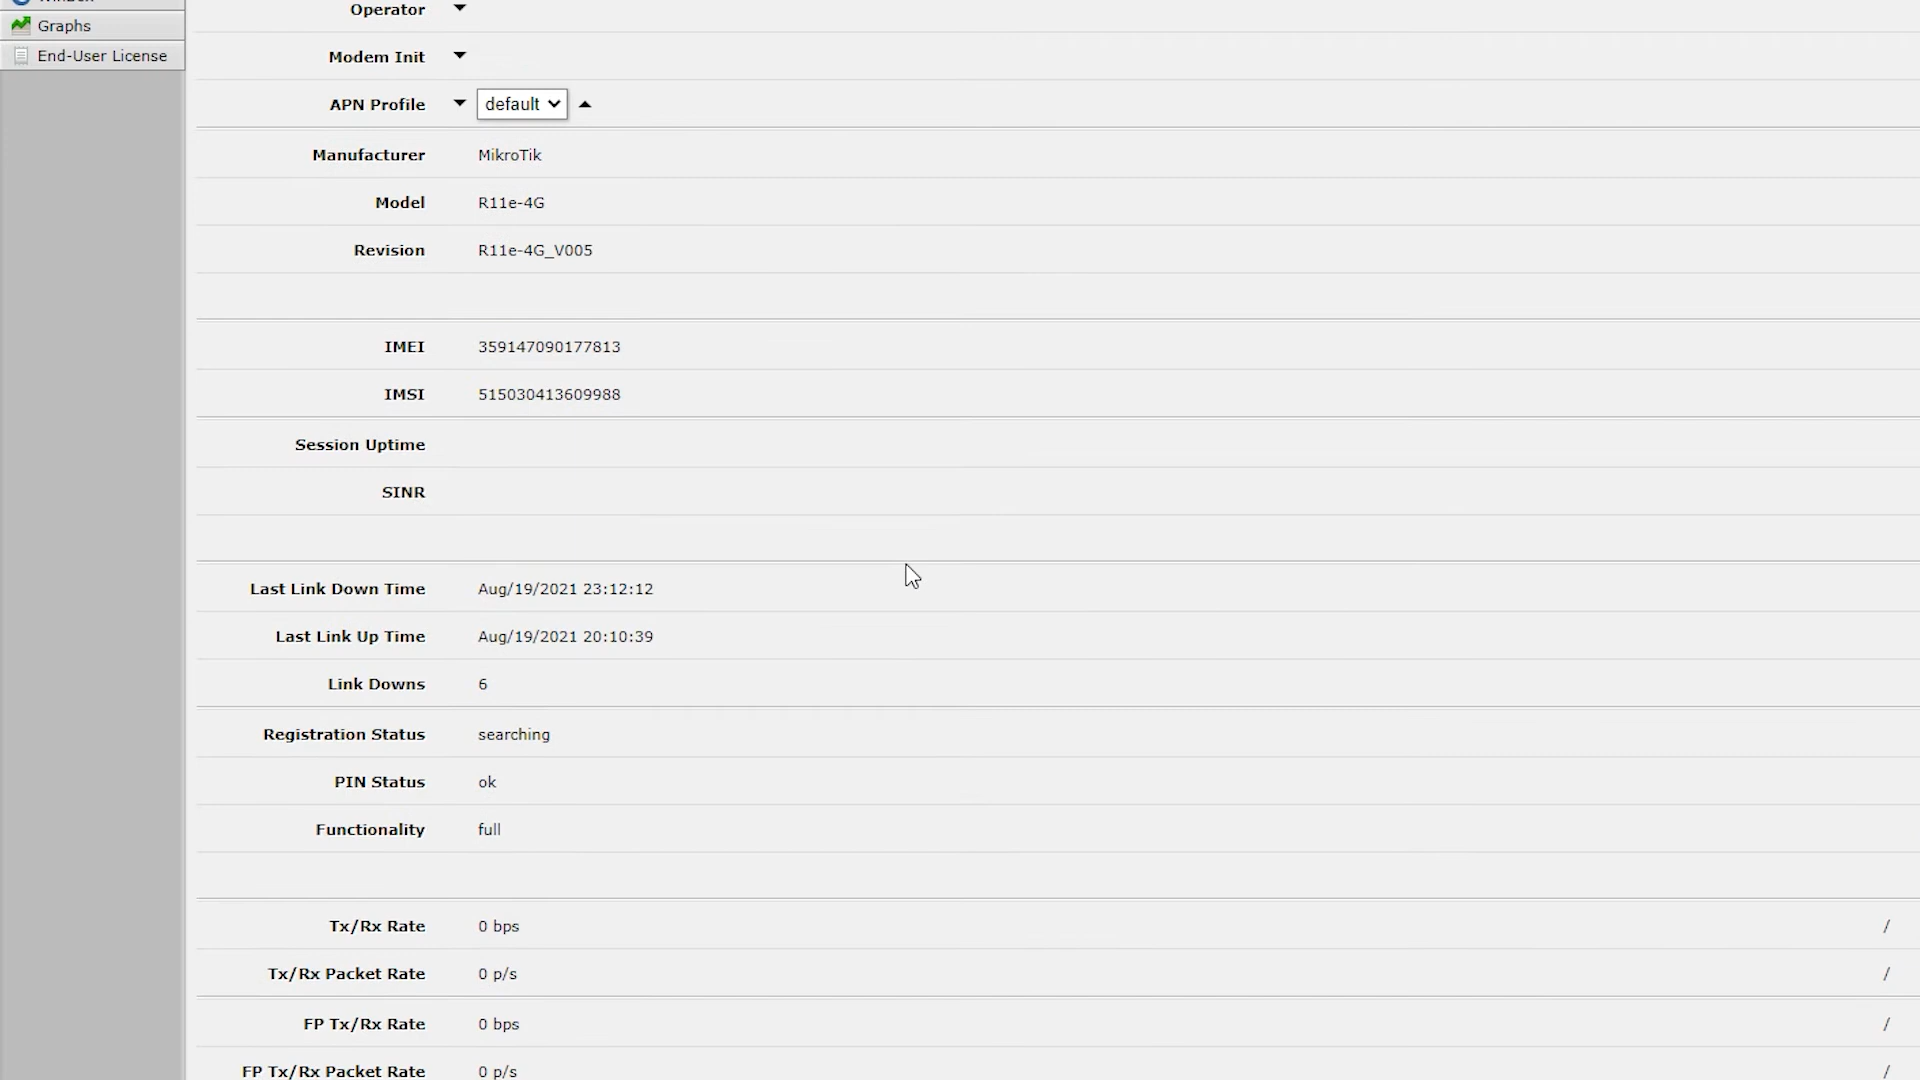 Graphs
End-User License
Operator
Modem Init
APN Profile default
Manufacturer MikroTik
Model R11e-4G
Revision R11e-4G_V005
IMEI 359147090177813
IMSI 515030413609988
Session Uptime
SINR
Last Link Down Time Aug/19/2021 23:12:12
Last Link Up Time Aug/19/2021 20:10:39
Link Downs 6
Registration Status searching
PIN Status ok
Functionality full
Tx/Rx Rate 0 bps /
Tx/Rx Packet Rate 0 p/s /
FP Tx/Rx Rate 0 bps /
FP Tx/Rx Packet Rate 0 p/s /